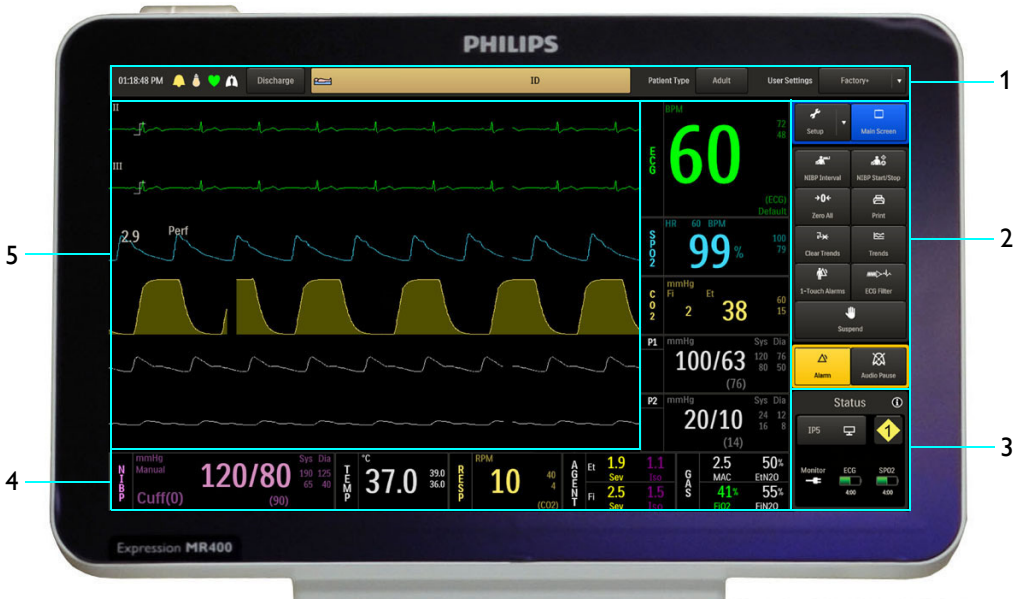 PHILIPS
01:18:48 PM Discharge ID Patient Type Adult User Settings Factory+
1
II
III
2.9 Perf
5
ECG
BPM
72
48
60
(ECG)
Default
SPO2
HR 60 BPM
99%
100
79
CO2
mmHg
Fi Et
2 38
60
15
P1 mmHg Sys Dia
100/63 120 76
80 50
(76)
P2 mmHg Sys Dia
20/10 24 12
16 8
(14)
Setup Main Screen
NIBP Interval NIBP Start/Stop
→0← 
Zero All Print
Clear Trends Trends
1-Touch Alarms ECG Filter
Suspend
2
Alarm Audio Pause
Status
IP5 1
3
Monitor ECG SPO2
4:00 4:00
4
NIBP
mmHg Sys Dia
Manual 120/80 190 125
65 40
Cuff(0) (90)
TEMP
°C
37.0 39.0
36.0
RESP
RPM
10 40
4
(CO2)
AGENT
Et 1.9 1.1
Sev Iso
Fi 2.5 1.5
Sev Iso
GAS
2.5 50%
MAC EtN2O
41% 55%
FiO2 FiN2O
Expression MR400